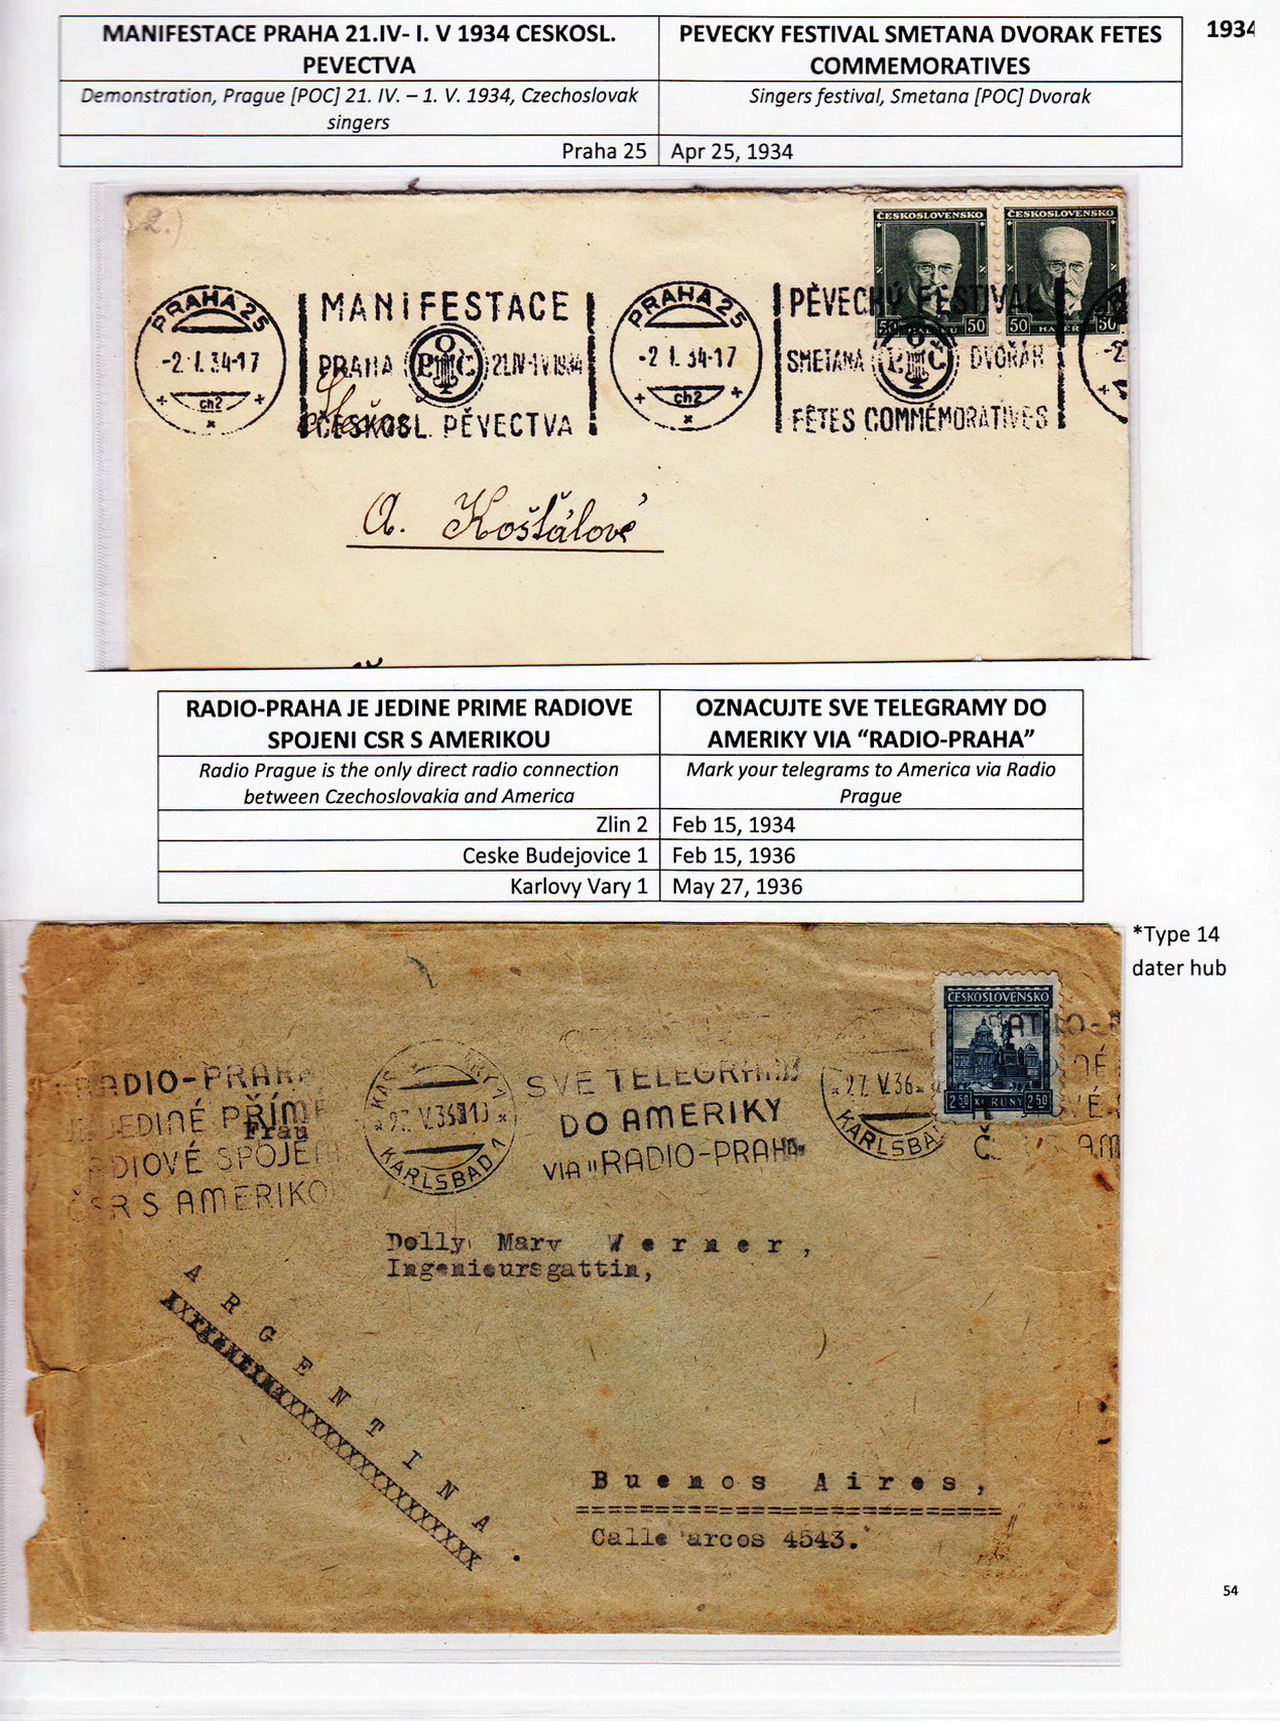 MANIFESTACE PRAHA 21.IV- I. V 1934 CESKOSL.
PEVECTVA
PEVECKY FESTIVAL SMETANA DVORAK FETES
COMMEMORATIVES
1934
Demonstration, Prague [POC] 21. IV. – 1. V. 1934, Czechoslovak
singers
Singers festival, Smetana [POC] Dvorak
Praha 25
Apr 25, 1934
2.)
ČESKOSLOVENSKO
ČESKOSLOVENSKO
50 50
50 HALÉŘŮ 50
PRAHA 25
-2. I. 34-17
ch2
MANIFESTACE
PRAHA POČ 21.IV-1.V.1934
ČESKOSL. PĚVECTVA
PRAHA 25
-2. I. 34-17
ch2
PĚVECKÝ FESTIVAL
SMETANA POČ DVOŘÁK
FÊTES COMMÉMORATIVES
-2
A. Košťálové
RADIO-PRAHA JE JEDINE PRIME RADIOVE
SPOJENI CSR S AMERIKOU
OZNACUJTE SVE TELEGRAMY DO
AMERIKY VIA “RADIO-PRAHA”
Radio Prague is the only direct radio connection
between Czechoslovakia and America
Mark your telegrams to America via Radio
Prague
Zlin 2
Feb 15, 1934
Ceske Budejovice 1
Feb 15, 1936
Karlovy Vary 1
May 27, 1936
*Type 14
dater hub
ČESKOSLOVENSKO
2.50 KORUNY 2.50
RADIO-PRAHA
JE JEDINÉ PŘÍMÉ
RADIOVÉ SPOJENÍ
ČSR S AMERIKOU
27. V. 36
KARLSBAD 1
SVÉ TELEGRAMY
DO AMERIKY
VIA "RADIO-PRAHA"
27. V. 36
KARLSBAD
Frau
Dolly Mary Werner,
Ingenieursgattin,
ARGENTINA.
Buenos Aires,
Calle arcos 4543.
54